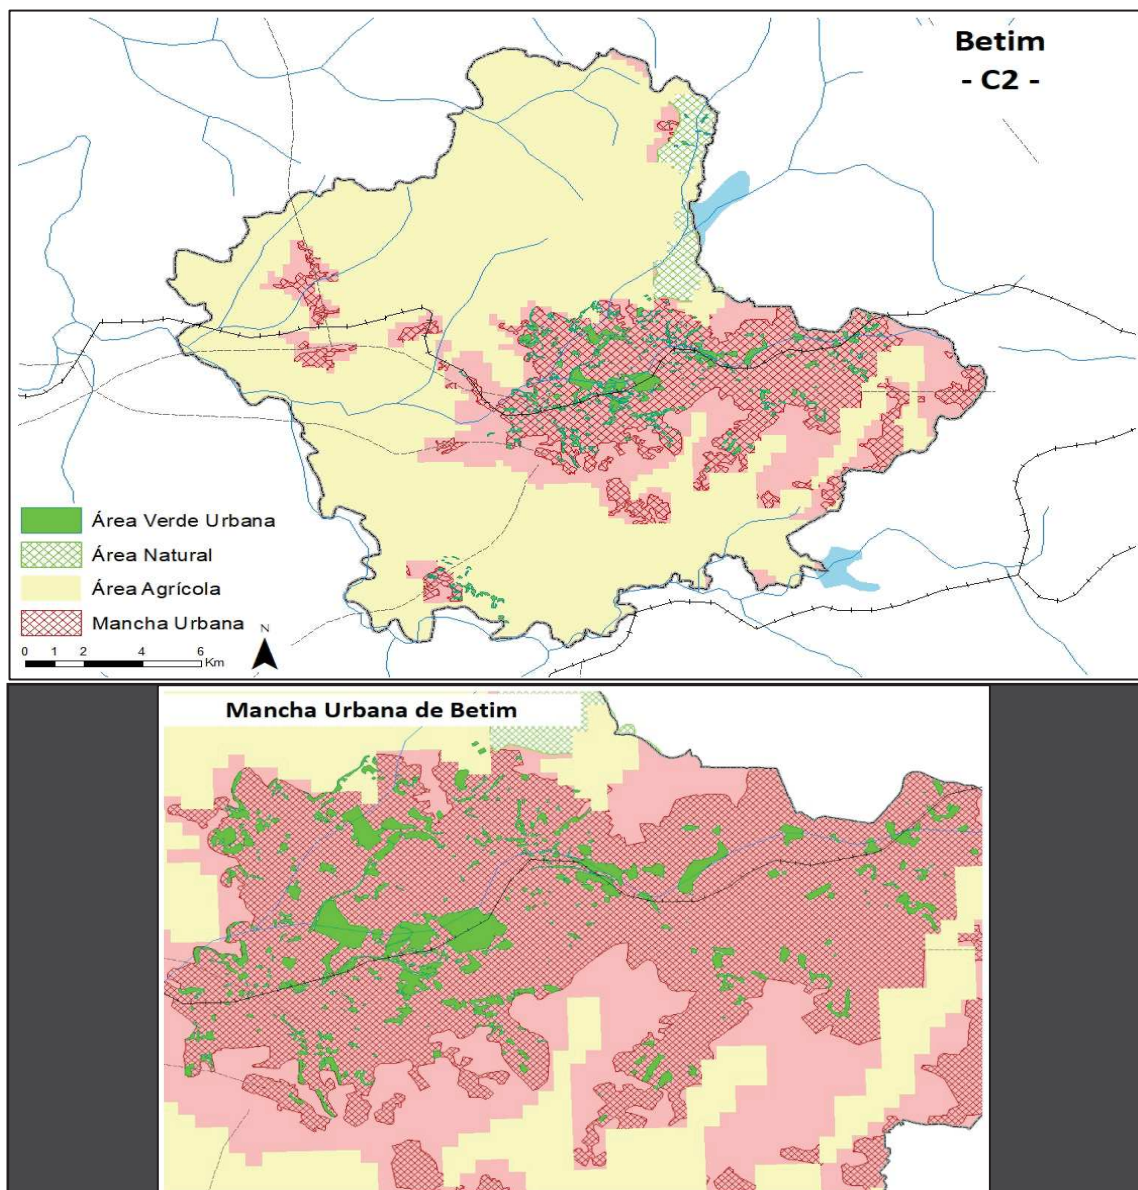 Betim
- C2 -
Área Verde Urbana
Área Natural
Área Agrícola
Mancha Urbana
N
0 1 2 4 6
Km
Mancha Urbana de Betim